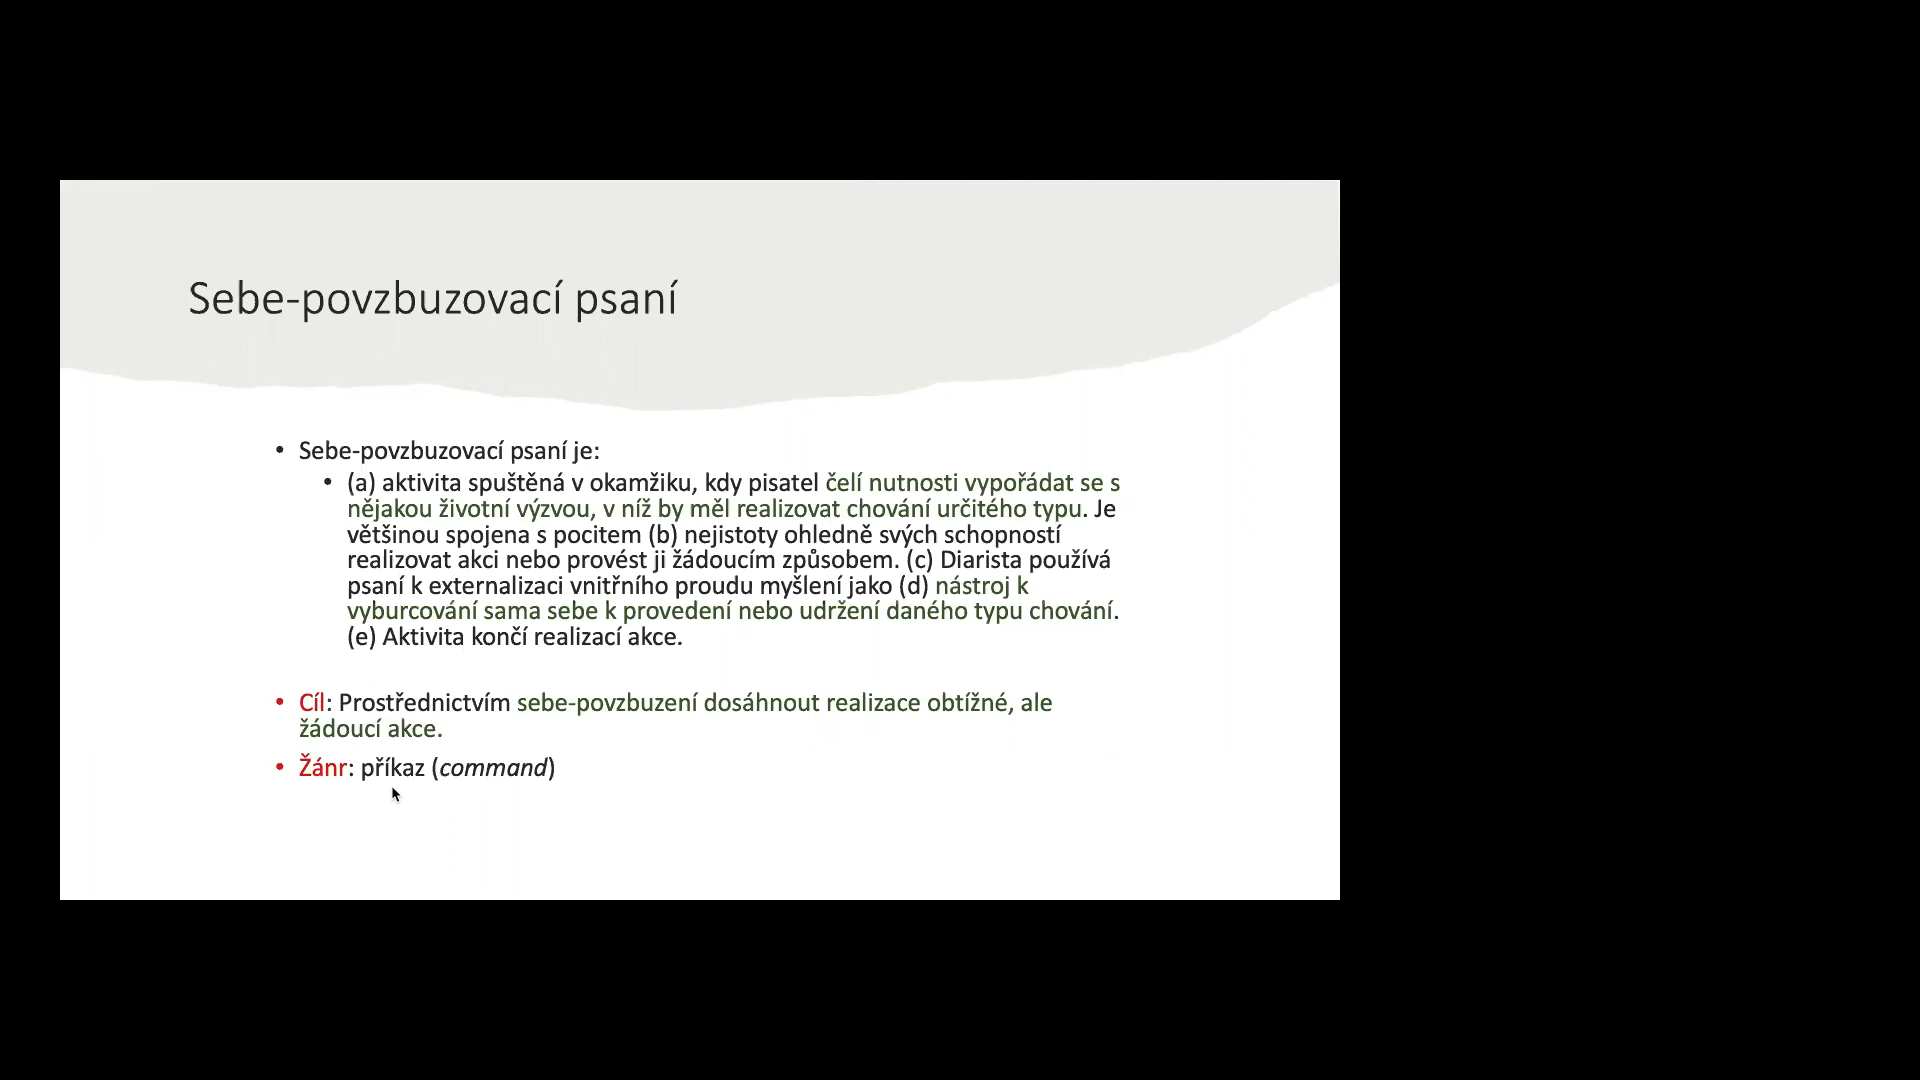 Sebe-povzbuzovací psaní
• Sebe-povzbuzovací psaní je:
• (a) aktivita spuštěná v okamžiku, kdy pisatel čelí nutnosti vypořádat se s
nějakou životní výzvou, v níž by měl realizovat chování určitého typu. Je
většinou spojena s pocitem (b) nejistoty ohledně svých schopností
realizovat akci nebo provést ji žádoucím způsobem. (c) Diarista používá
psaní k externalizaci vnitřního proudu myšlení jako (d) nástroj k
vyburcování sama sebe k provedení nebo udržení daného typu chování.
(e) Aktivita končí realizací akce.
• Cíl: Prostřednictvím sebe-povzbuzení dosáhnout realizace obtížné, ale
žádoucí akce.
• Žánr: příkaz (command)